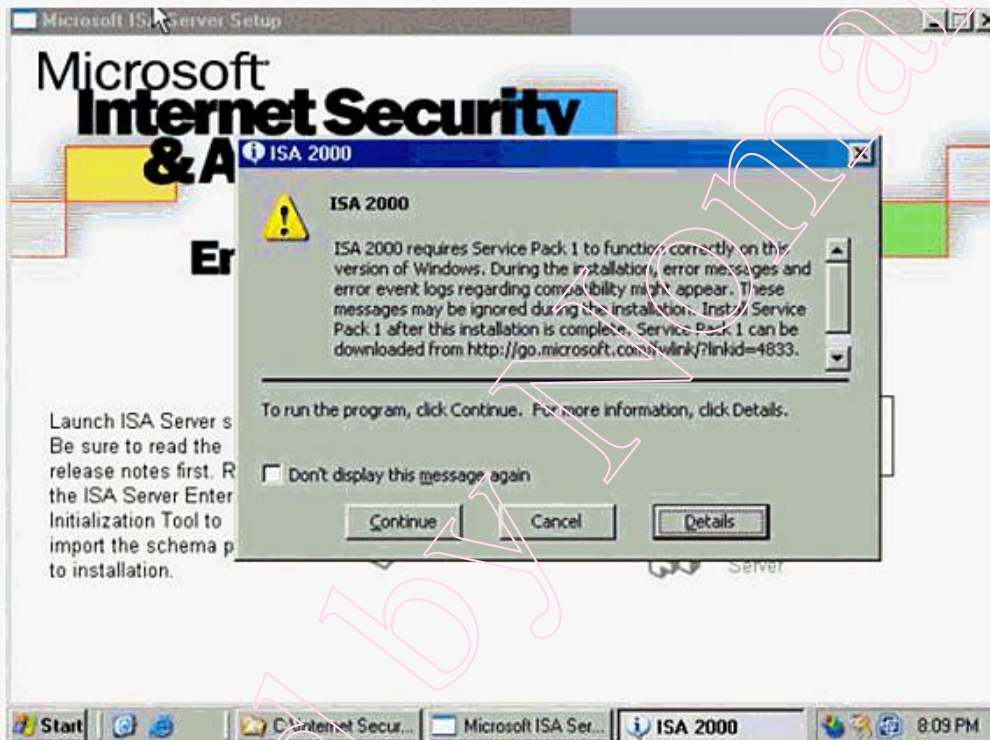 Microsoft ISA Server Setup
Microsoft
Internet Security
& A
En
ISA 2000
ISA 2000
ISA 2000 requires Service Pack 1 to function correctly on this
version of Windows. During the installation, error messages and
error event logs regarding compatibility might appear. These
messages may be ignored during the installation. Install Service
Pack 1 after this installation is complete. Service Pack 1 can be
downloaded from http://go.microsoft.com/fwlink/?linkid=4833.
To run the program, click Continue. For more information, click Details.
Don't display this message again
Continue Cancel Details
Launch ISA Server s
Be sure to read the
release notes first. R
the ISA Server Enter
Initialization Tool to
import the schema p
to installation.
Server
Start C:\Internet Secur... Microsoft ISA Ser... ISA 2000 8:09 PM
by